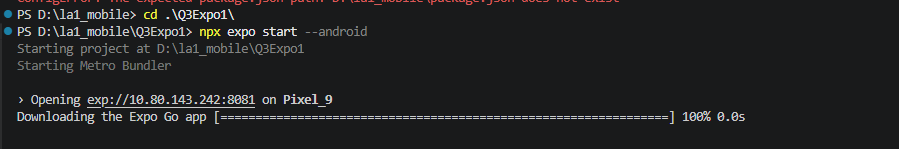 ConfigError: The expected package.json path: D:\la1_mobile\package.json does not exist
PS D:\la1_mobile> cd .\Q3Expo1\
PS D:\la1_mobile\Q3Expo1> npx expo start --android
Starting project at D:\la1_mobile\Q3Expo1
Starting Metro Bundler
› Opening exp://10.80.143.242:8081 on Pixel_9
Downloading the Expo Go app [================================================================] 100% 0.0s